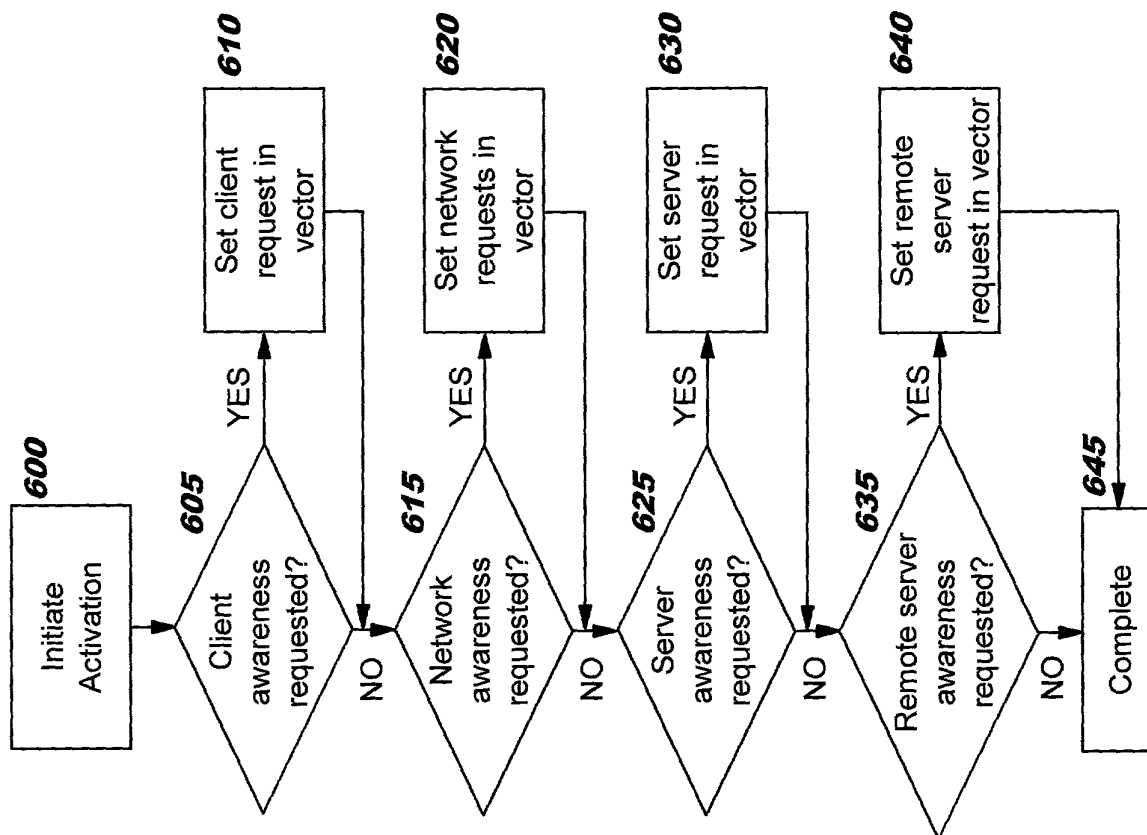 600
Initiate
Activation
605
Client
awareness
requested?
YES
610
Set client
request in
vector
NO
615
Network
awareness
requested?
YES
620
Set network
requests in
vector
NO
625
Server
awareness
requested?
YES
630
Set server
request in
vector
NO
635
Remote server
awareness
requested?
YES
640
Set remote
server
request in vector
NO
645
Complete